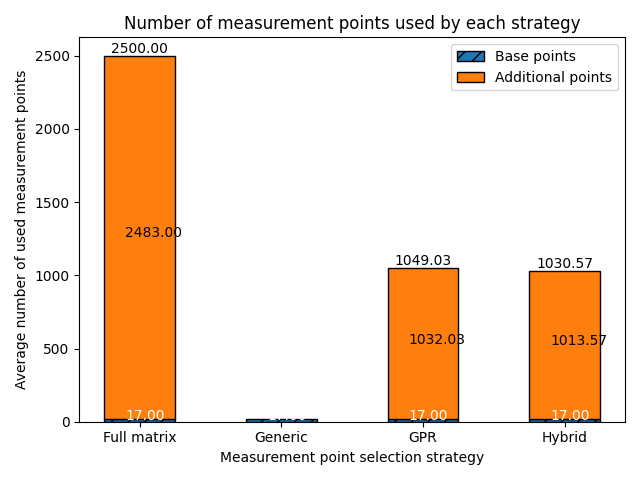 Number of measurement points used by each strategy
Base points
Additional points
Average number of used measurement points
2500
2000
1500
1000
500
0
2500.00
2483.00
17.00
1049.03
1032.03
17.00
1030.57
1013.57
17.00
Full matrix
Generic
GPR
Hybrid
Measurement point selection strategy